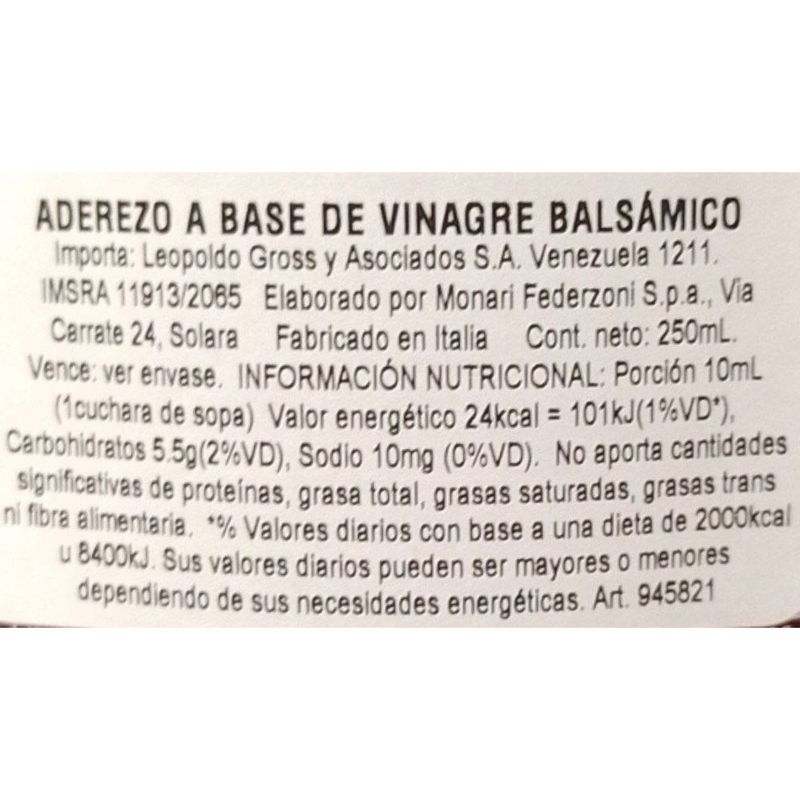 ADEREZO A BASE DE VINAGRE BALSÁMICO
Importa: Leopoldo Gross y Asociados S.A. Venezuela 1211.
IMSRA 11913/2065 Elaborado por Monari Federzoni S.p.a., Via
Carrate 24, Solara Fabricado en Italia Cont. neto: 250mL.
Vence: ver envase. INFORMACIÓN NUTRICIONAL: Porción 10mL
(1cuchara de sopa) Valor energético 24kcal = 101kJ(1%VD*),
Carbohidratos 5.5g(2%VD), Sodio 10mg (0%VD). No aporta cantidades
significativas de proteínas, grasa total, grasas saturadas, grasas trans
ni fibra alimentaria. *% Valores diarios con base a una dieta de 2000kcal
u 8400kJ. Sus valores diarios pueden ser mayores o menores
dependiendo de sus necesidades energéticas. Art. 945821